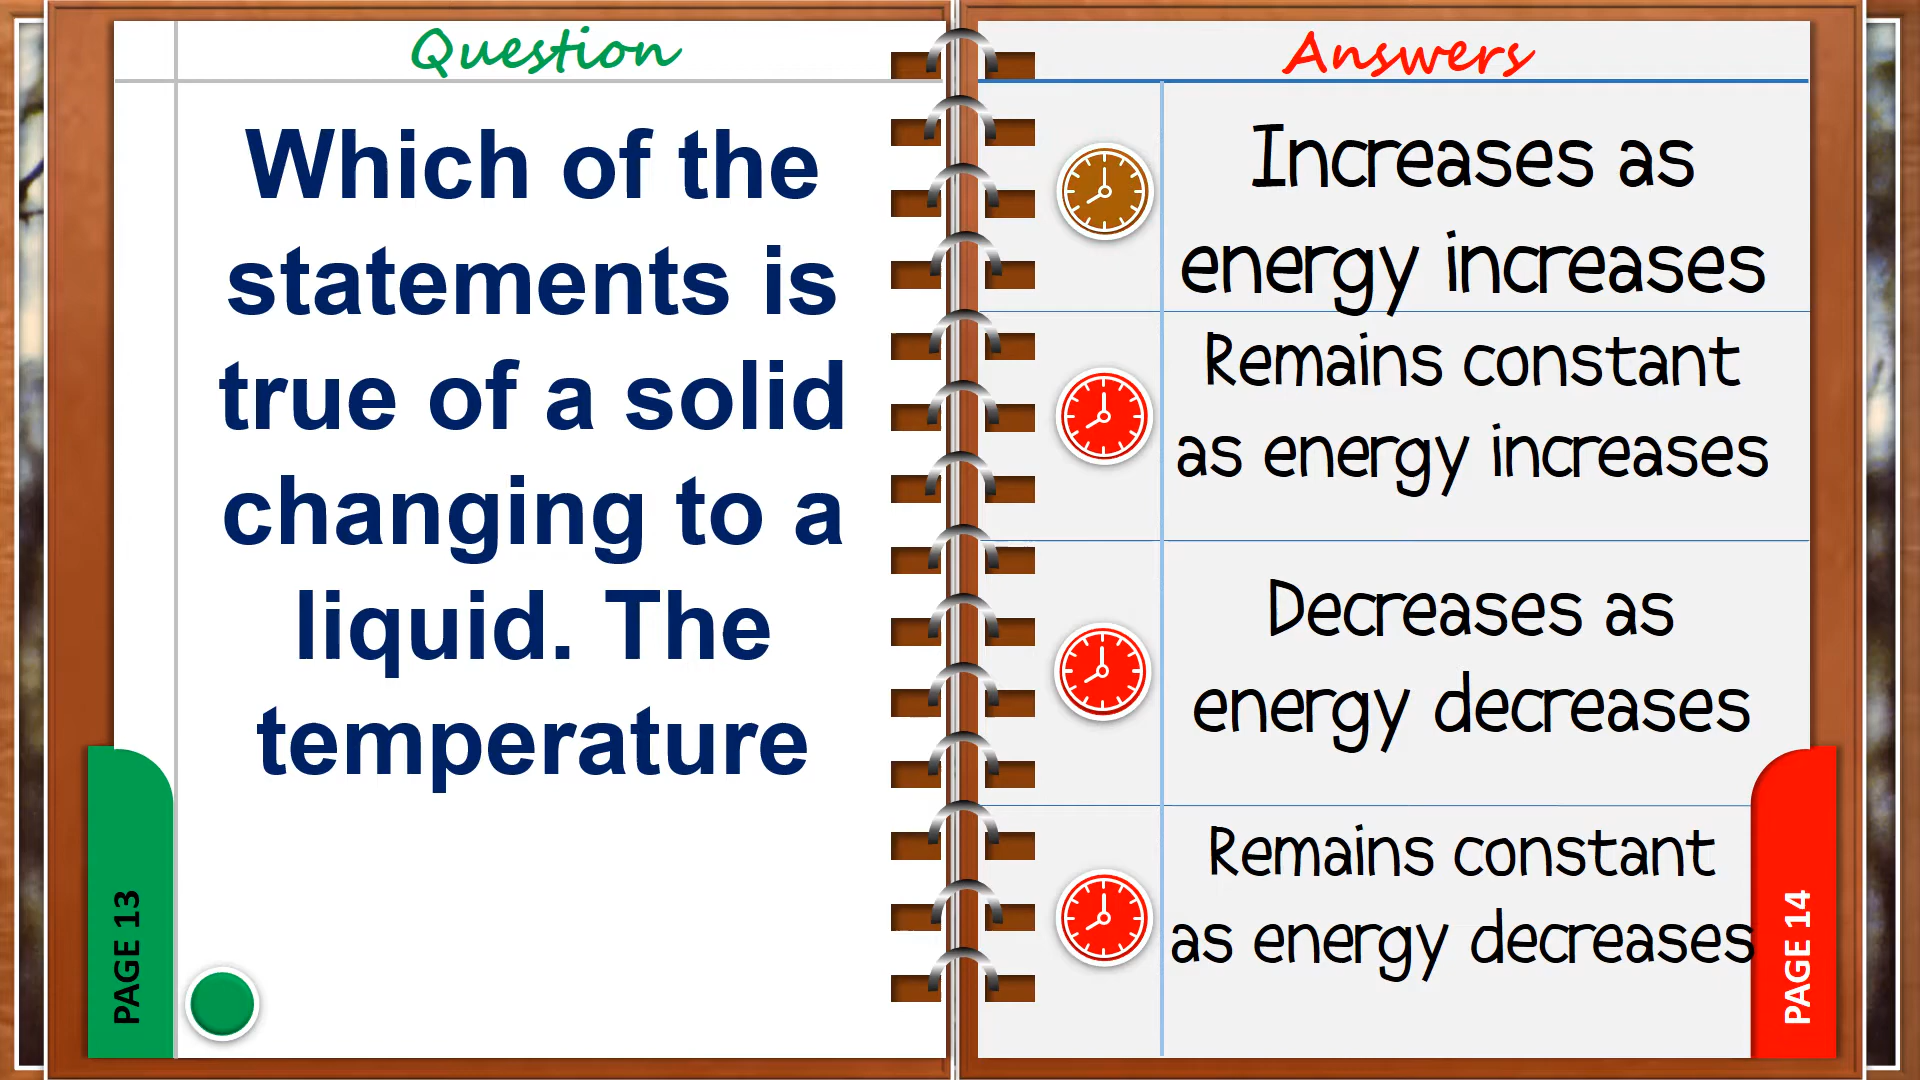 Question
Which of the
statements is
true of a solid
changing to a
liquid. The
temperature
PAGE 13
Answers
Increases as
energy increases
Remains constant
as energy increases
Decreases as
energy decreases
Remains constant
as energy decreases
PAGE 14